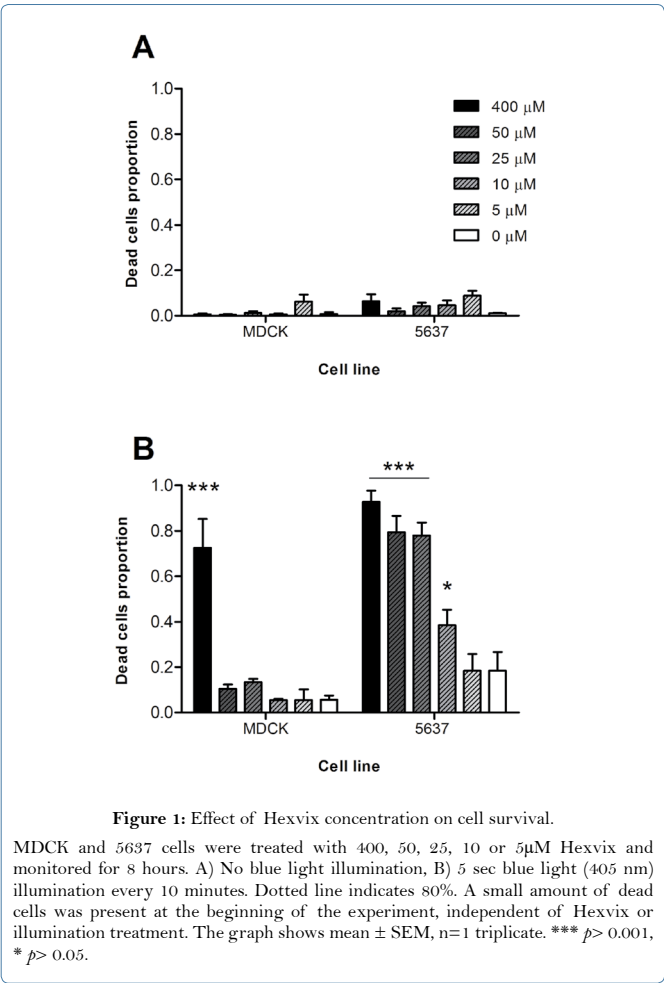 A
1.0
0.8
0.6
0.4
0.2
0.0
Dead cells proportion
400 μM
50 μM
25 μM
10 μM
5 μM
0 μM
MDCK 5637
Cell line
B
1.0
0.8
0.6
0.4
0.2
0.0
Dead cells proportion
***
***
*
MDCK 5637
Cell line
Figure 1: Effect of Hexvix concentration on cell survival.
MDCK and 5637 cells were treated with 400, 50, 25, 10 or 5μM Hexvix and
monitored for 8 hours. A) No blue light illumination, B) 5 sec blue light (405 nm)
illumination every 10 minutes. Dotted line indicates 80%. A small amount of dead
cells was present at the beginning of the experiment, independent of Hexvix or
illumination treatment. The graph shows mean ± SEM, n=1 triplicate. *** p> 0.001,
* p> 0.05.